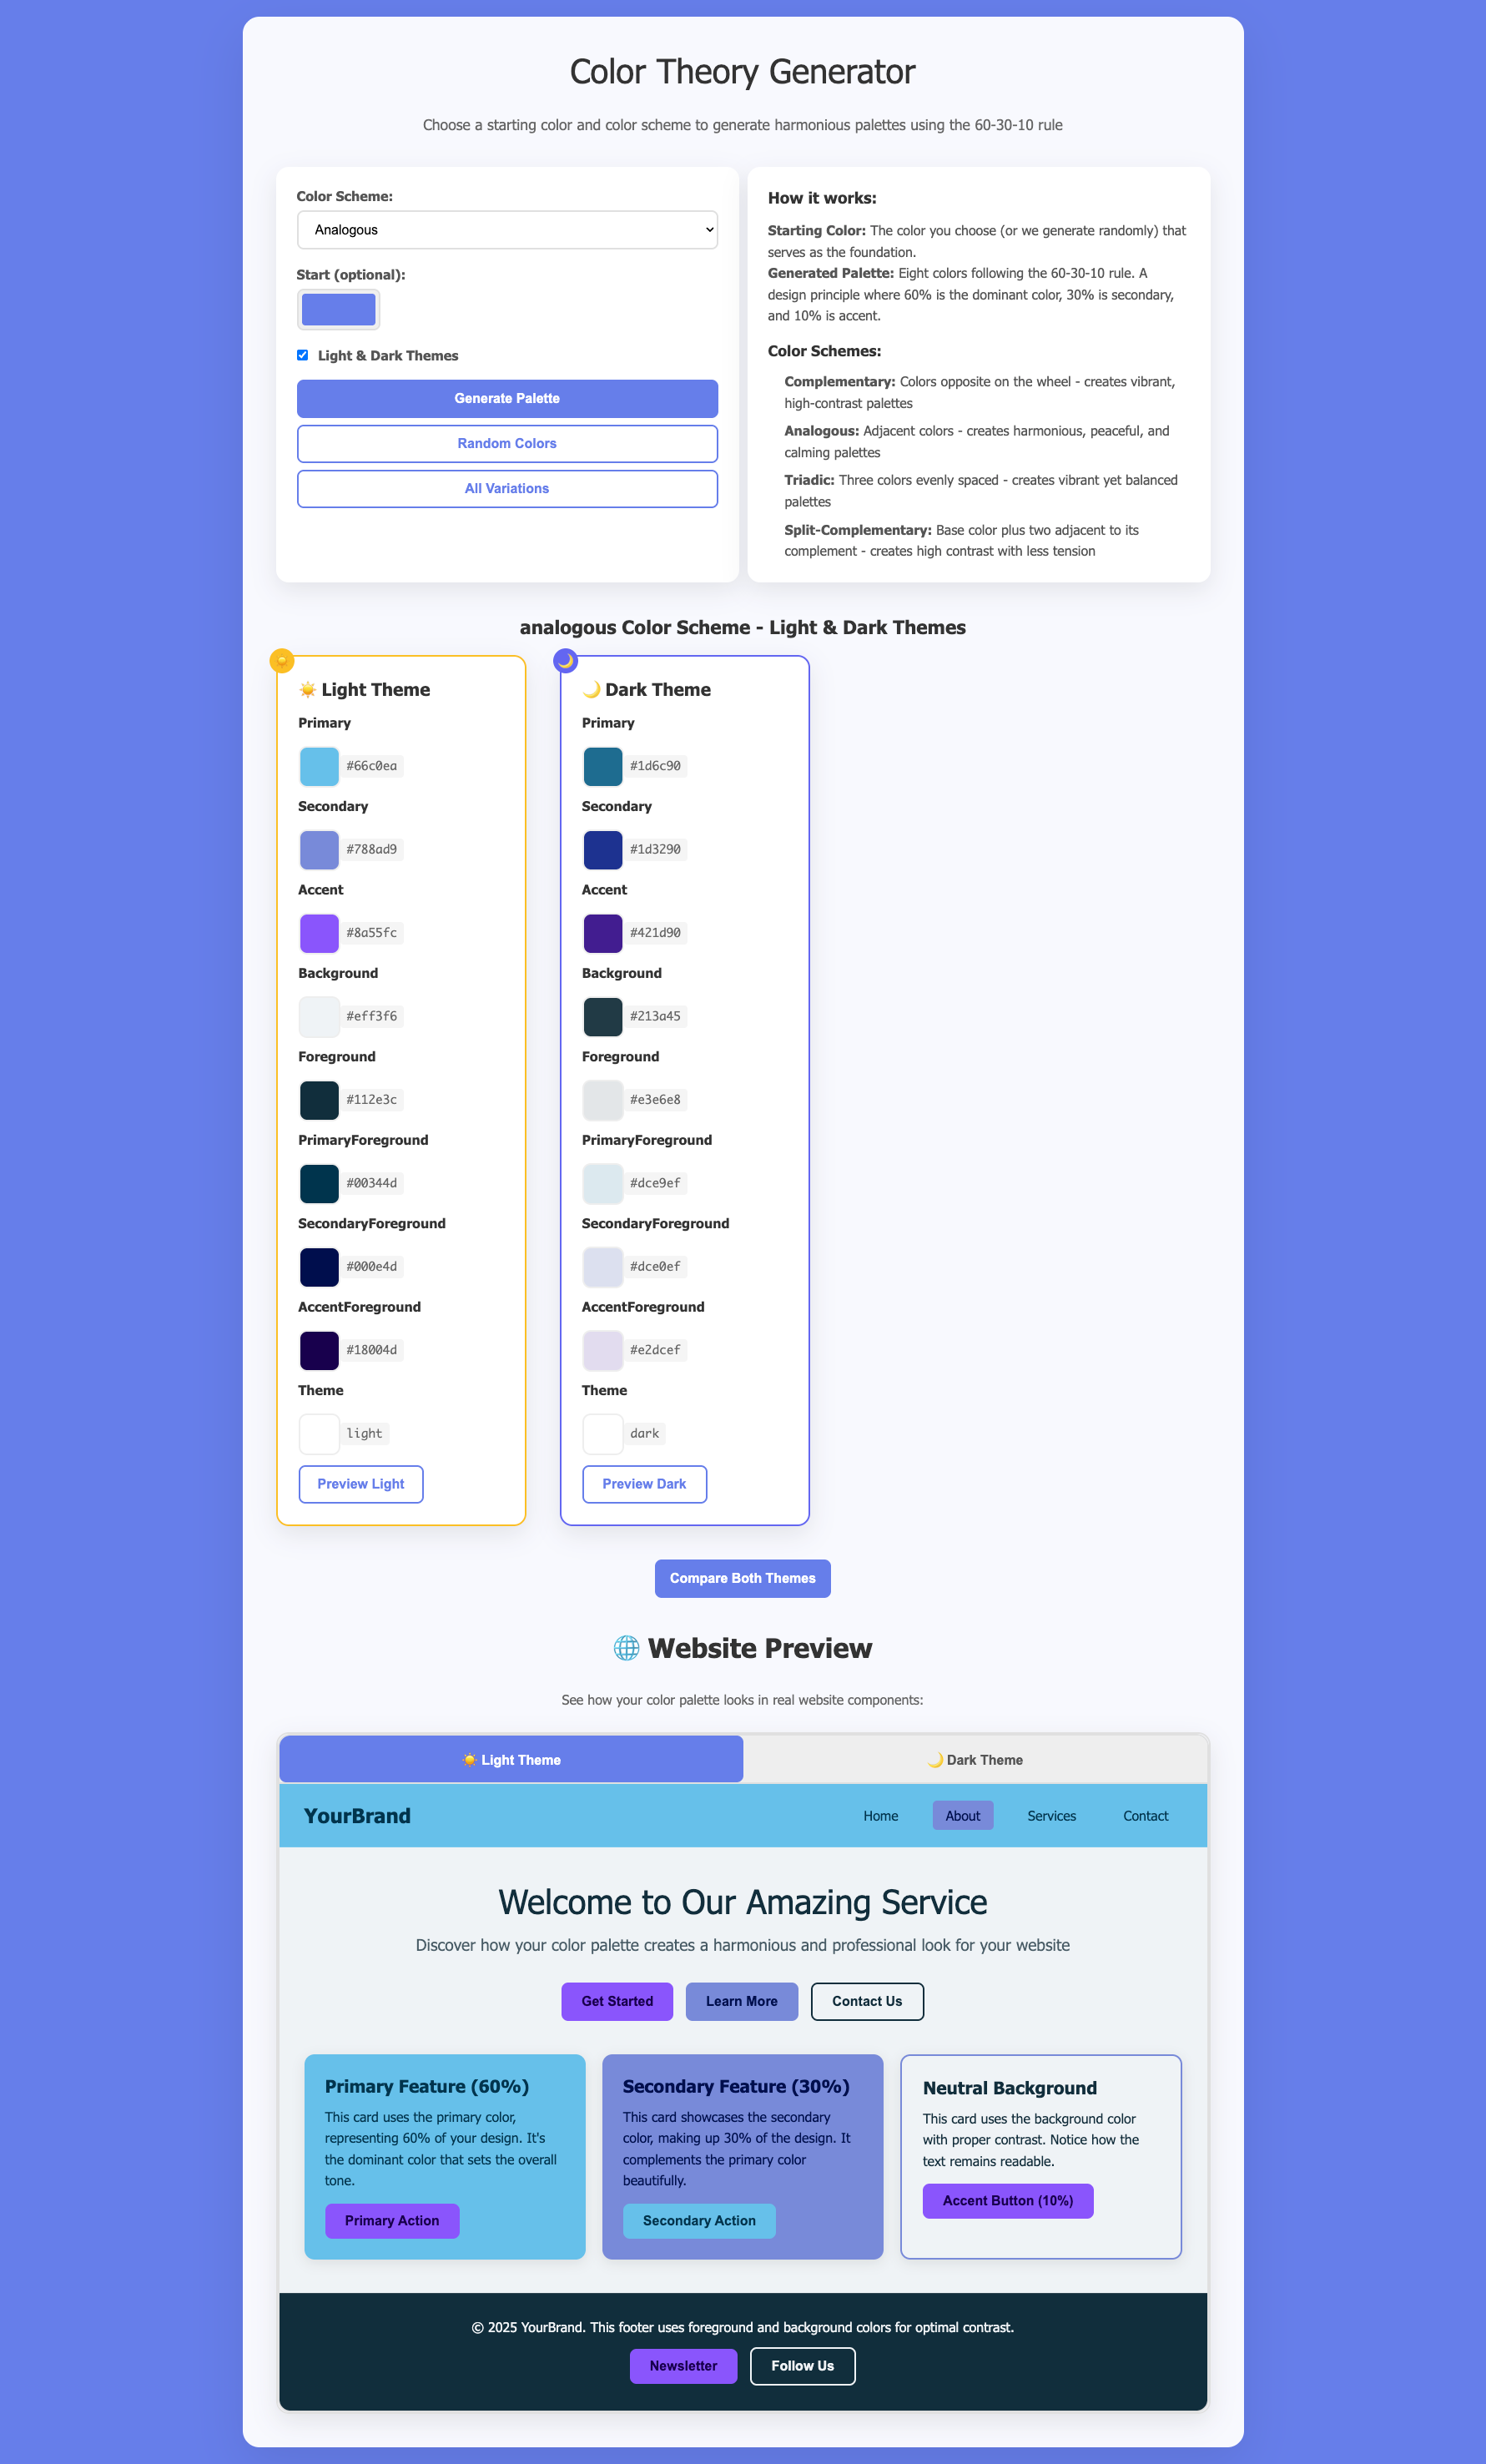 Color Theory Generator
Choose a starting color and color scheme to generate harmonious palettes using the 60-30-10 rule
Color Scheme:
Analogous
Start (optional):
Light & Dark Themes
Generate Palette
Random Colors
All Variations
How it works:
Starting Color: The color you choose (or we generate randomly) that
serves as the foundation.
Generated Palette: Eight colors following the 60-30-10 rule. A
design principle where 60% is the dominant color, 30% is secondary,
and 10% is accent.
Color Schemes:
Complementary: Colors opposite on the wheel - creates vibrant,
high-contrast palettes
Analogous: Adjacent colors - creates harmonious, peaceful, and
calming palettes
Triadic: Three colors evenly spaced - creates vibrant yet balanced
palettes
Split-Complementary: Base color plus two adjacent to its
complement - creates high contrast with less tension
analogous Color Scheme - Light & Dark Themes
☀️ Light Theme
Primary
#66c0ea
Secondary
#788ad9
Accent
#8a55fc
Background
#eff3f6
Foreground
#112e3c
PrimaryForeground
#00344d
SecondaryForeground
#000e4d
AccentForeground
#18004d
Theme
light
Preview Light
🌙 Dark Theme
Primary
#1d6c90
Secondary
#1d3290
Accent
#421d90
Background
#213a45
Foreground
#e3e6e8
PrimaryForeground
#dce9ef
SecondaryForeground
#dce0ef
AccentForeground
#e2dcef
Theme
dark
Preview Dark
Compare Both Themes
🌐 Website Preview
See how your color palette looks in real website components:
☀️ Light Theme
🌙 Dark Theme
YourBrand
Home
About
Services
Contact
Welcome to Our Amazing Service
Discover how your color palette creates a harmonious and professional look for your website
Get Started
Learn More
Contact Us
Primary Feature (60%)
This card uses the primary color,
representing 60% of your design. It's
the dominant color that sets the overall
tone.
Primary Action
Secondary Feature (30%)
This card showcases the secondary
color, making up 30% of the design. It
complements the primary color
beautifully.
Secondary Action
Neutral Background
This card uses the background color
with proper contrast. Notice how the
text remains readable.
Accent Button (10%)
© 2025 YourBrand. This footer uses foreground and background colors for optimal contrast.
Newsletter
Follow Us